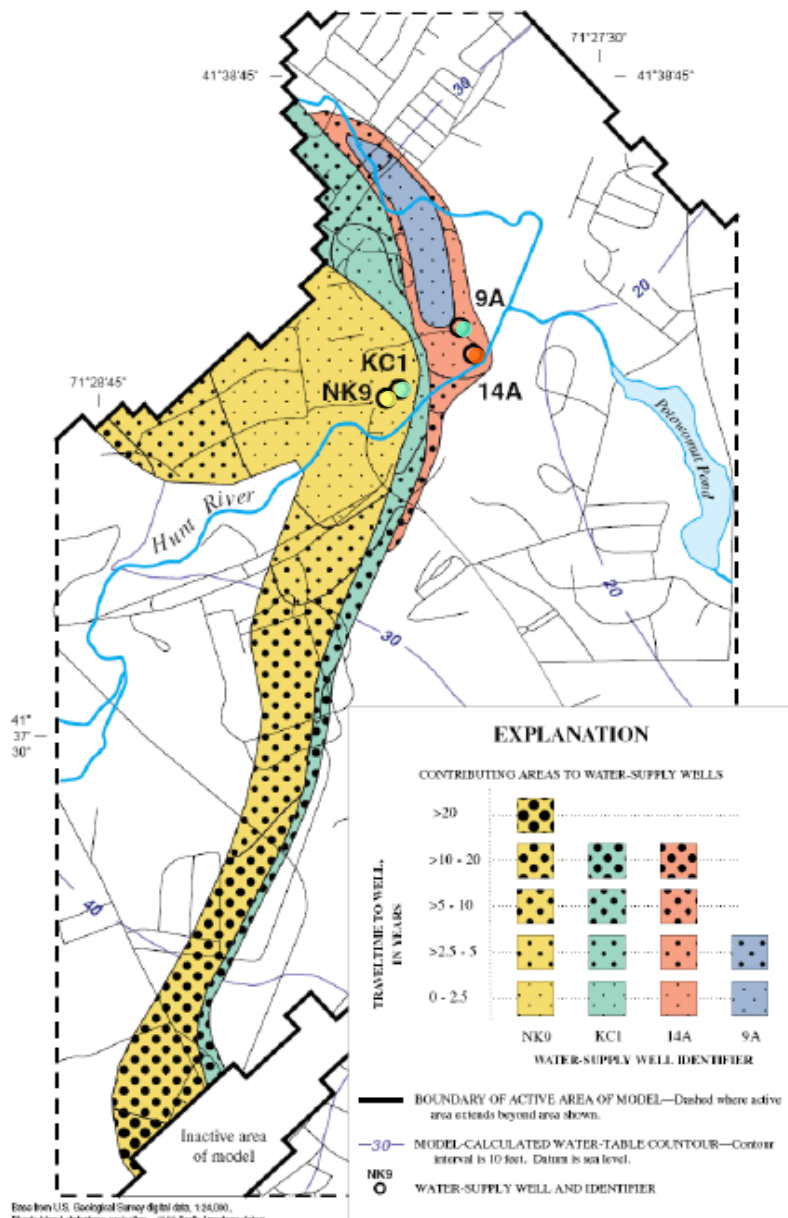 71°27'30"
41°38'45"
41°38'45"
30
20
9A
KC1
71°28'45"
NK9
14A
Potowomut Pond
Hunt River
20
30
41°
37'
30"
EXPLANATION
CONTRIBUTING AREAS TO WATER-SUPPLY WELLS
>20
>10 - 20
>5 - 10
>2.5 - 5
0 - 2.5
TRAVELTIME TO WELL,
IN YEARS
NK9 KC1 14A 9A
WATER-SUPPLY WELL IDENTIFIER
40
BOUNDARY OF ACTIVE AREA OF MODEL—Dashed where active
area extends beyond area shown.
Inactive area
of model
30 MODEL-CALCULATED WATER-TABLE COUNTOUR—Contour
interval is 10 feet. Datum is sea level.
NK9
WATER-SUPPLY WELL AND IDENTIFIER
Base from U.S. Geological Survey digital data, 1:24,000,